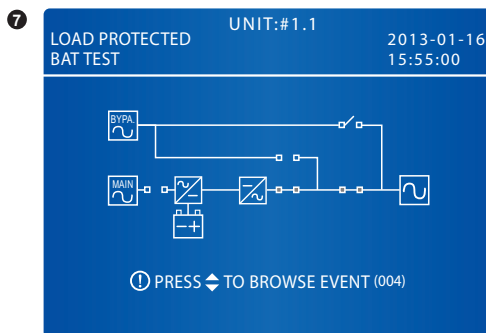 7
UNIT:#1.1
LOAD PROTECTED
2013-01-16
BAT TEST
15:55:00
BYPA.
MAIN
PRESS TO BROWSE EVENT (004)